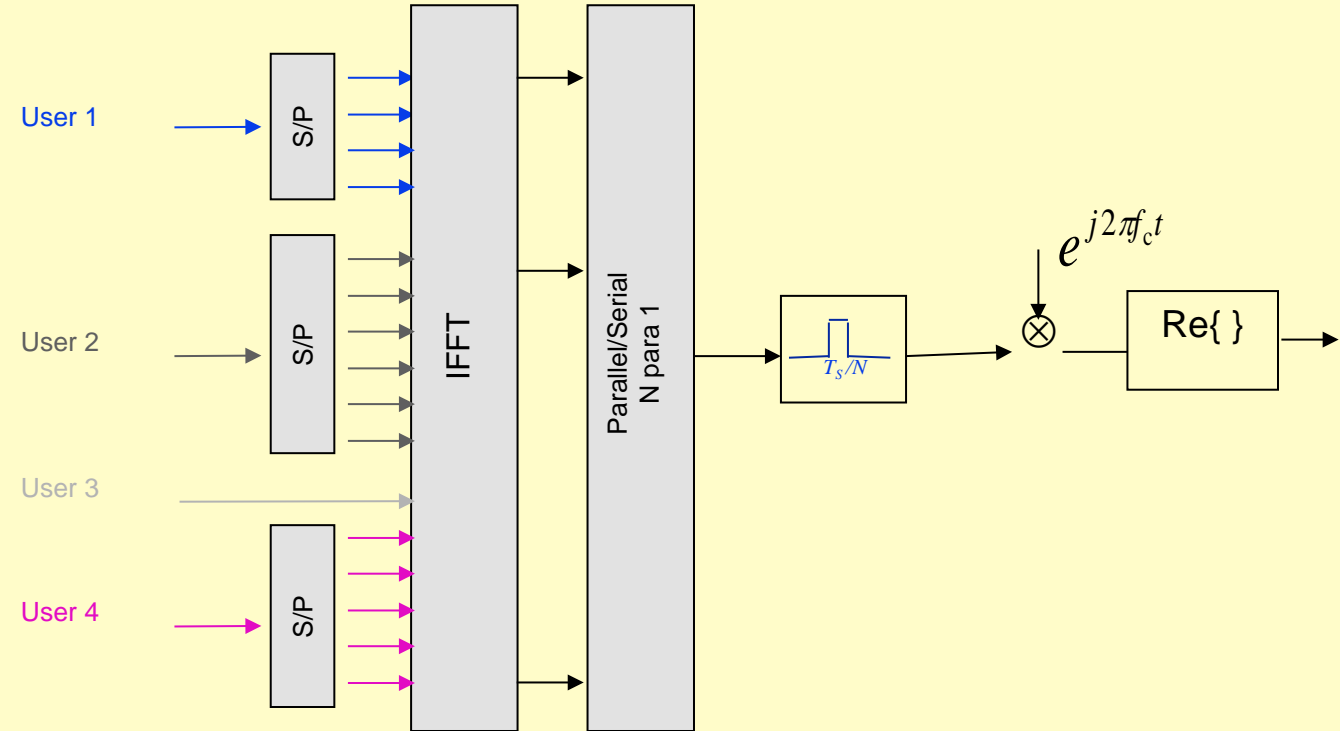 User 1
S/P
User 2
S/P
User 3
User 4
S/P
IFFT
Parallel/Serial
N para 1
T_S/N
e^{j2πf_c t}
Re{ }